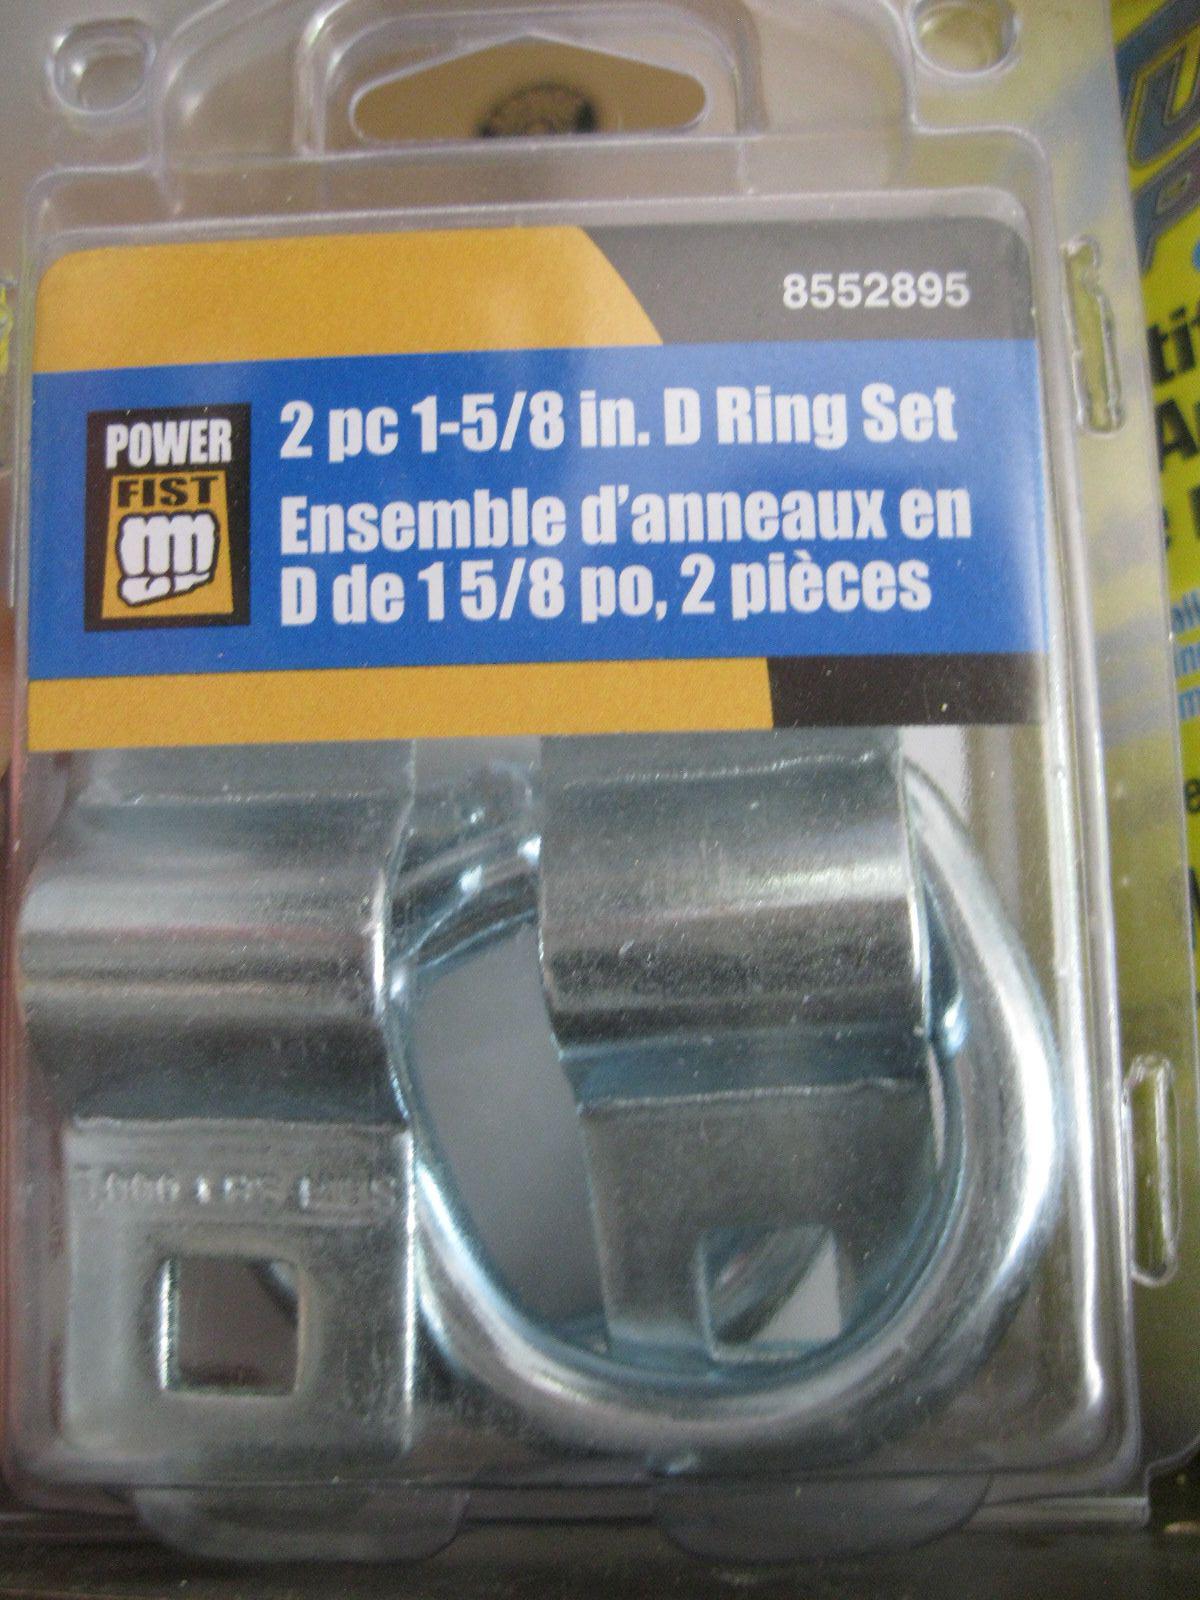 8552895
POWER
FIST
2 pc 1-5/8 in. D Ring Set
Ensemble d'anneaux en
D de 1 5/8 po, 2 pièces